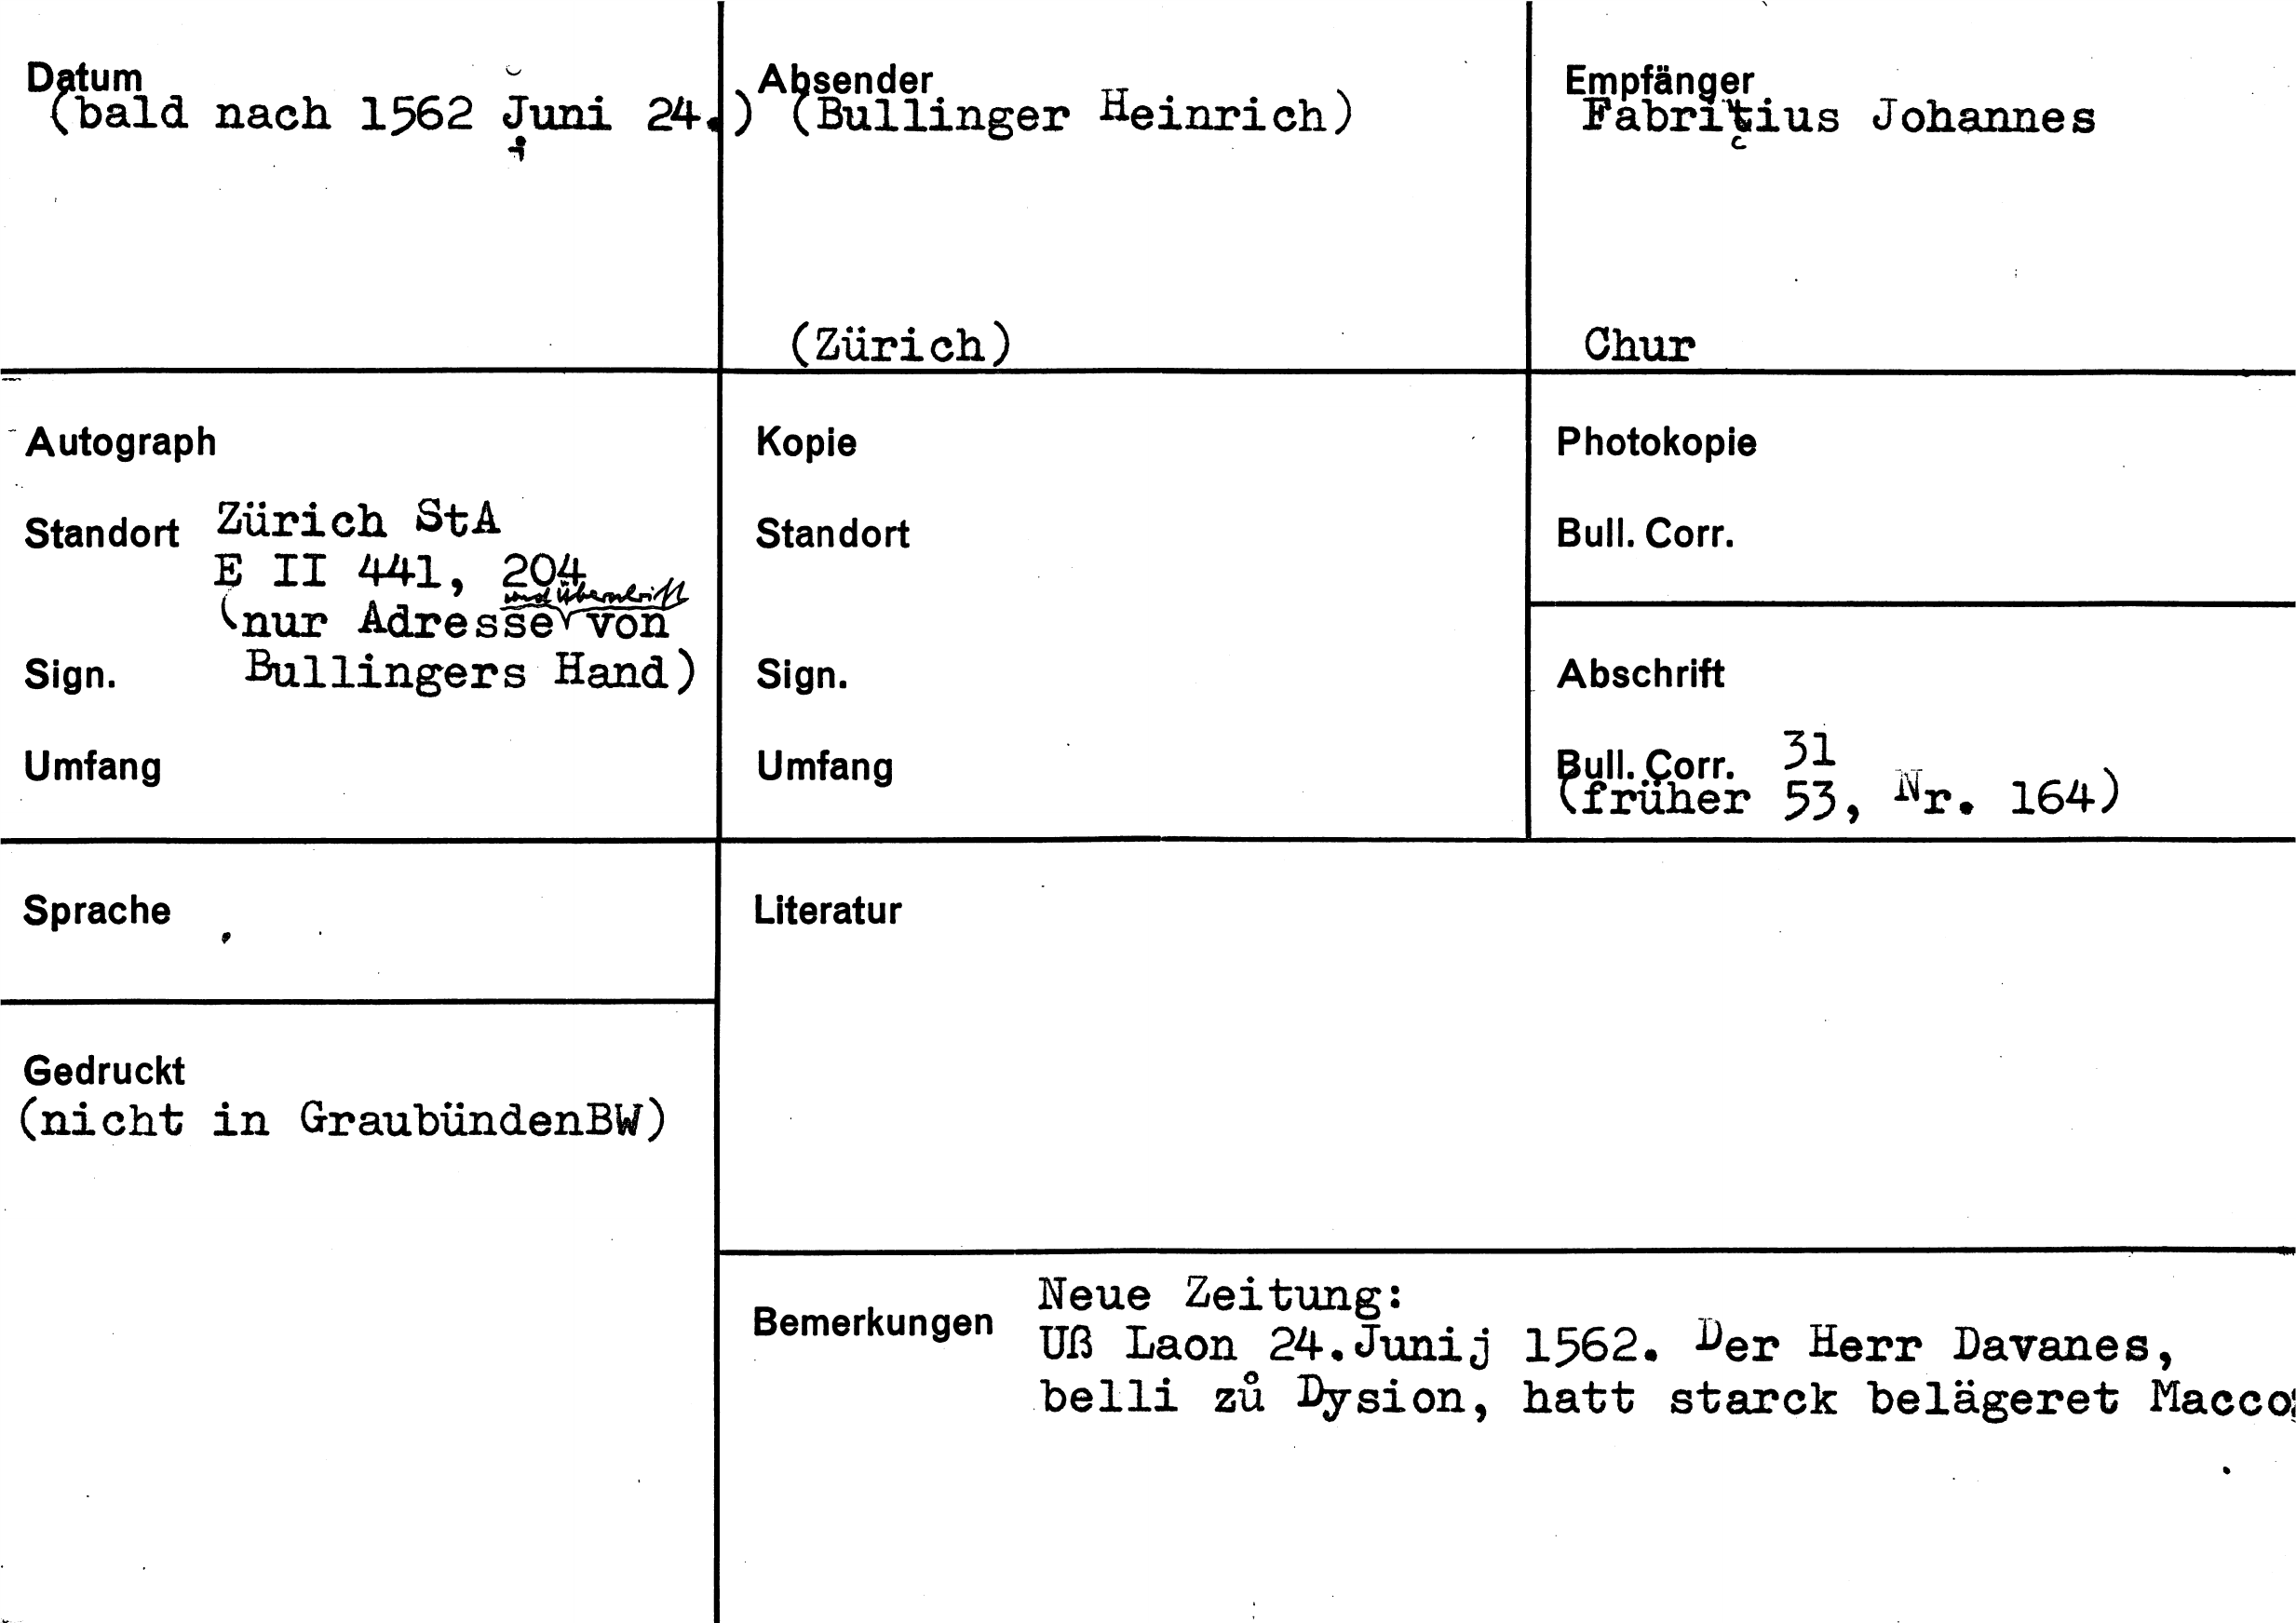 Datum
(bald nach 1562 Juni 24.)
Absender
(Bullinger Heinrich)
(Zürich)
Empfänger
Fabritius Johannes
c
Chur
Autograph
Standort Zürich StA
E II 441, 204
und Überschrift
(nur Adresse von
Sign. Bullingers Hand)
Umfang
Kopie
Standort
Sign.
Umfang
Photokopie
Bull. Corr.
Abschrift
Bull. Corr. 31
(früher 53, Nr. 164)
Sprache
Gedruckt
(nicht in GraubündenBW)
Literatur
Bemerkungen
Neue Zeitung:
Uß Laon 24.Junij 1562. Der Herr Davanes,
belli zů Dysion, hatt starck belägeret Macco